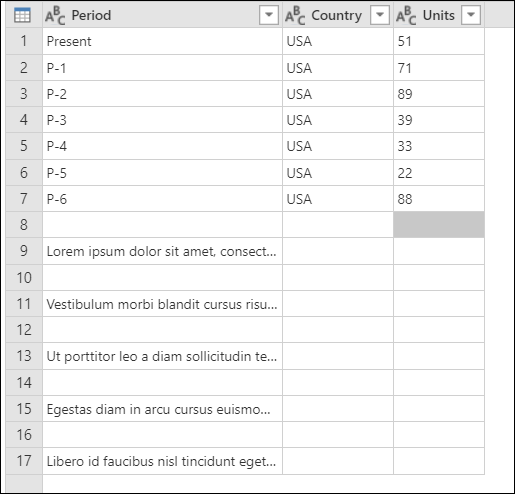 ABC Period ABC Country ABC Units
1 Present USA 51
2 P-1 USA 71
3 P-2 USA 89
4 P-3 USA 39
5 P-4 USA 33
6 P-5 USA 22
7 P-6 USA 88
8
9 Lorem ipsum dolor sit amet, consect...
10
11 Vestibulum morbi blandit cursus risu...
12
13 Ut porttitor leo a diam sollicitudin te...
14
15 Egestas diam in arcu cursus euismo...
16
17 Libero id faucibus nisl tincidunt eget...